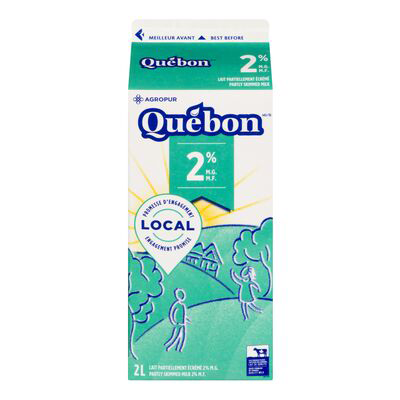 MEILLEUR AVANT BEST BEFORE
Québon
2%
M.G.
M.F.
LAIT PARTIELLEMENT ÉCRÉMÉ
PARTLY SKIMMED MILK
AGROPUR
Québon
2%
M.G.
M.F.
PROMESSE D'ENGAGEMENT
LOCAL
ENGAGEMENT PROMISE
2L
LAIT PARTIELLEMENT ÉCRÉMÉ 2% M.G.
PARTLY SKIMMED MILK 2% M.F.